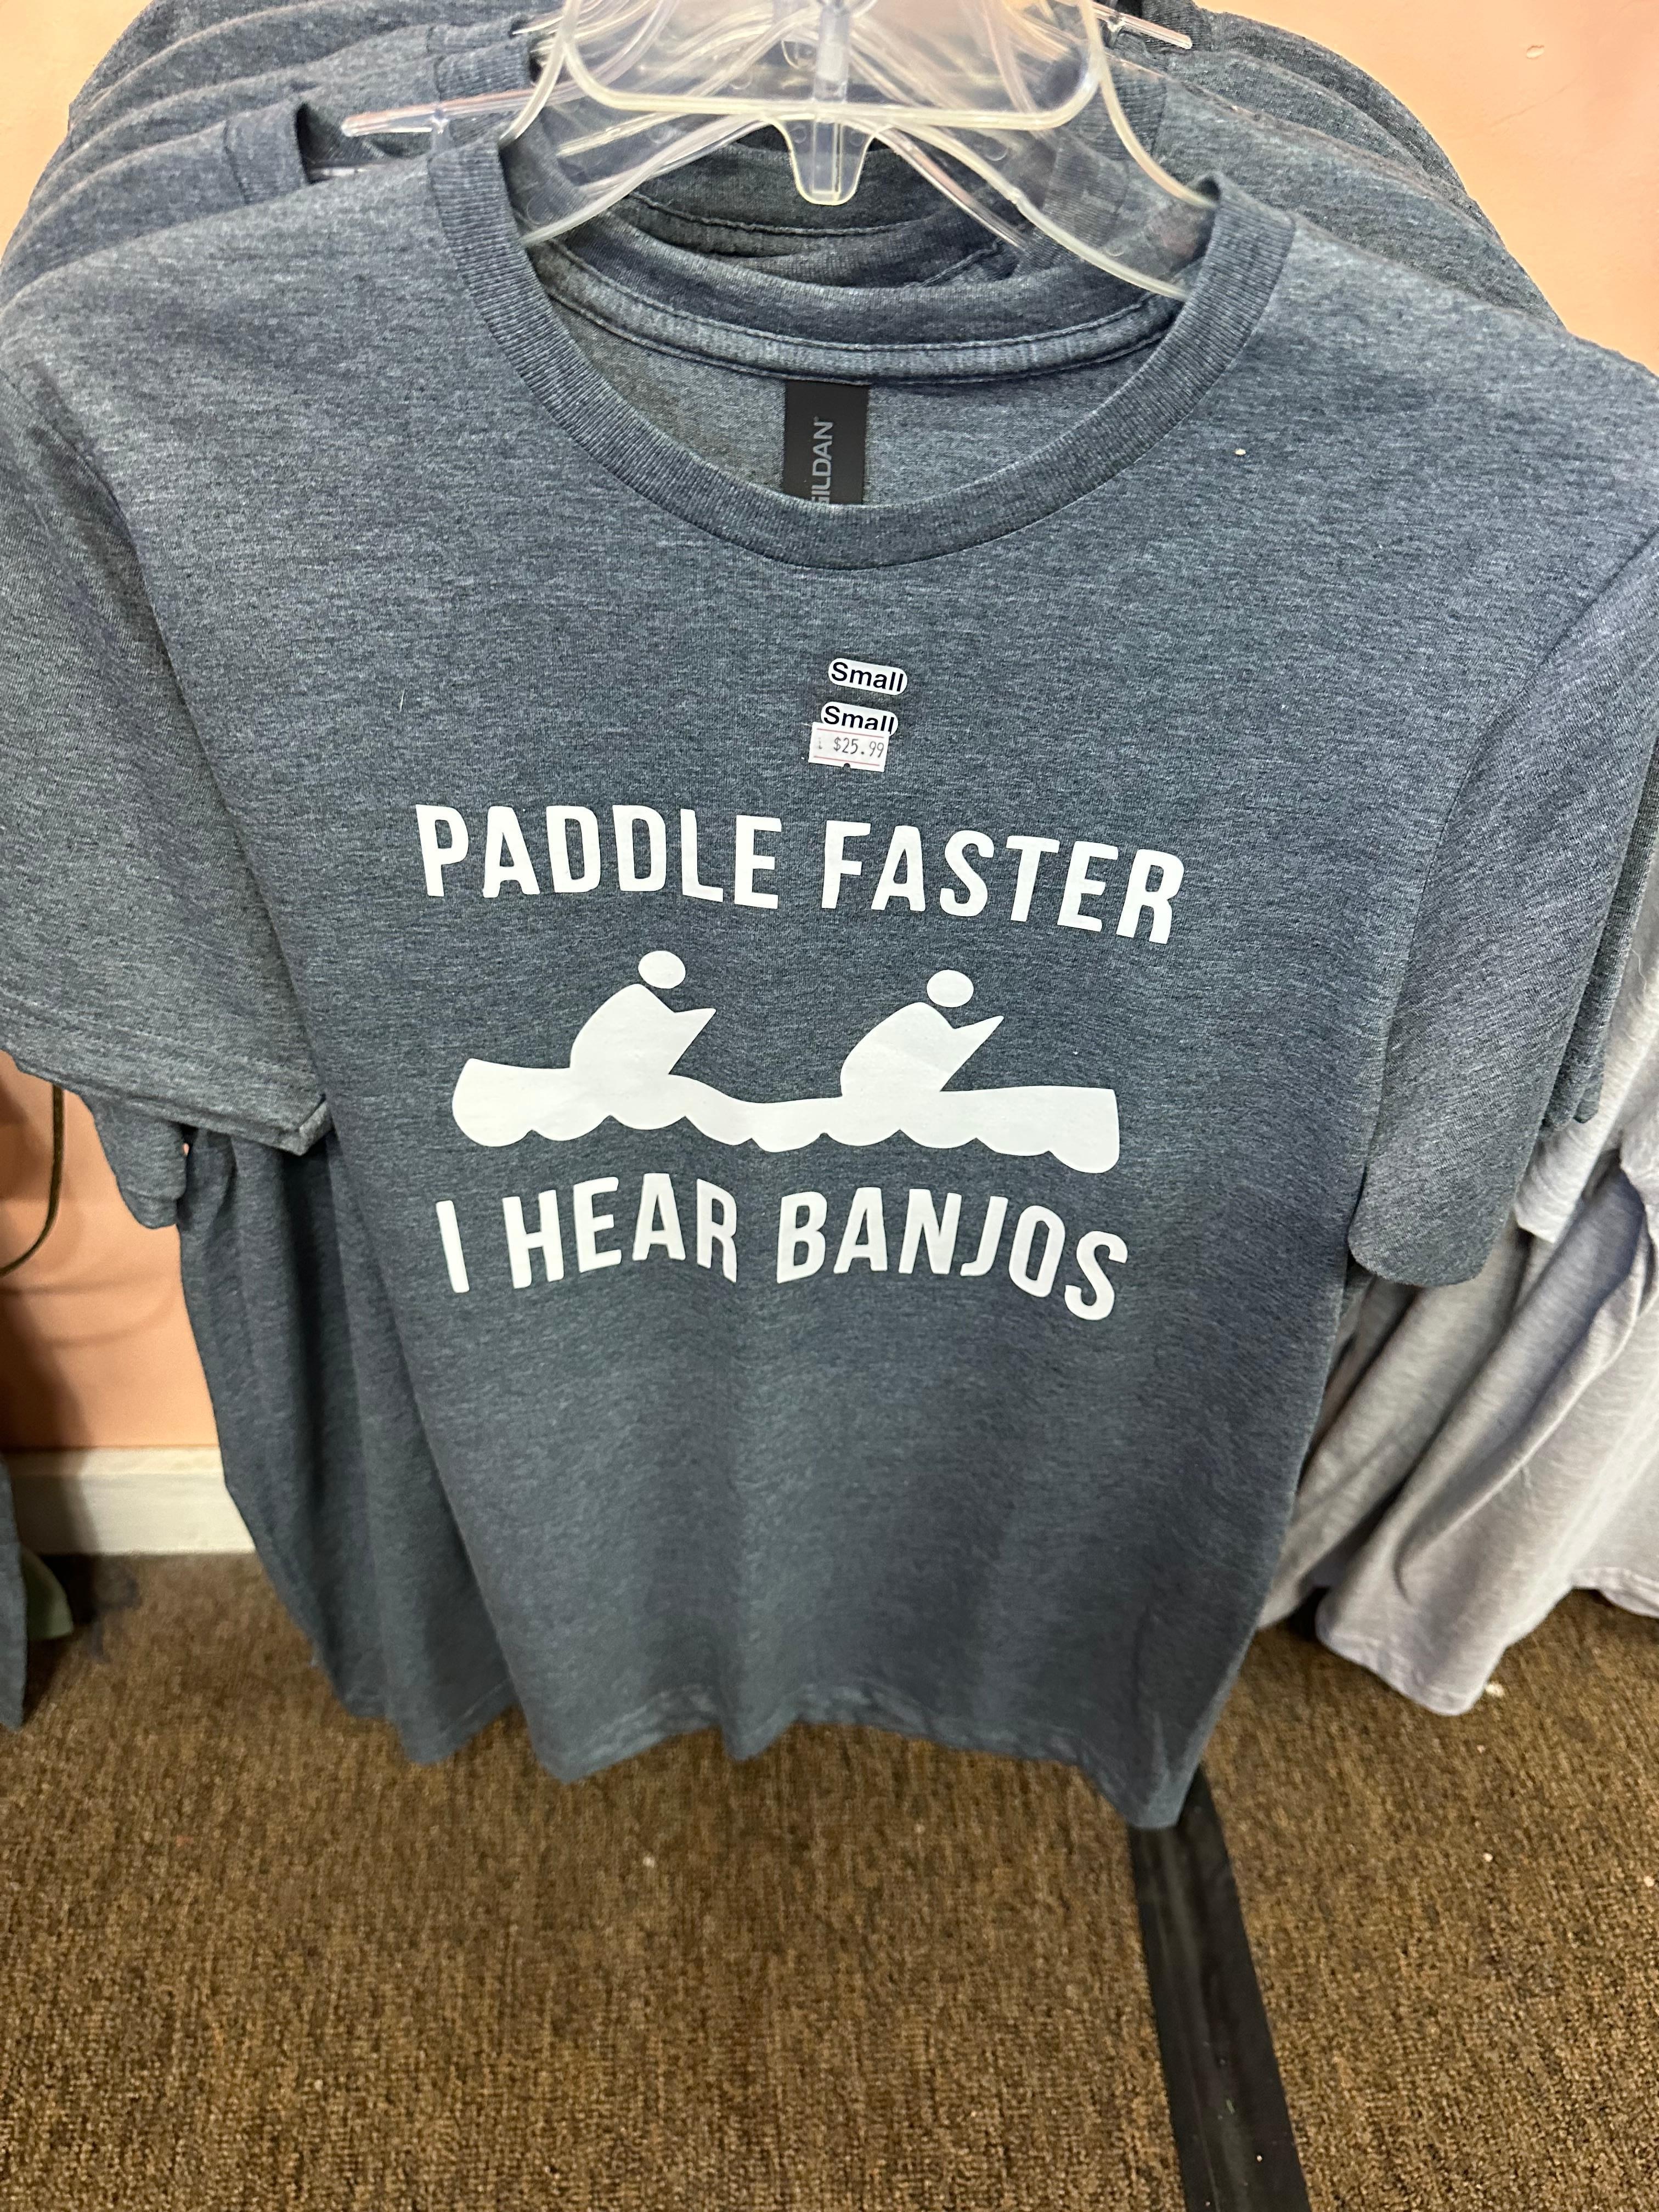 GILDAN
Small
Small
$25.99
PADDLE FASTER
I HEAR BANJOS